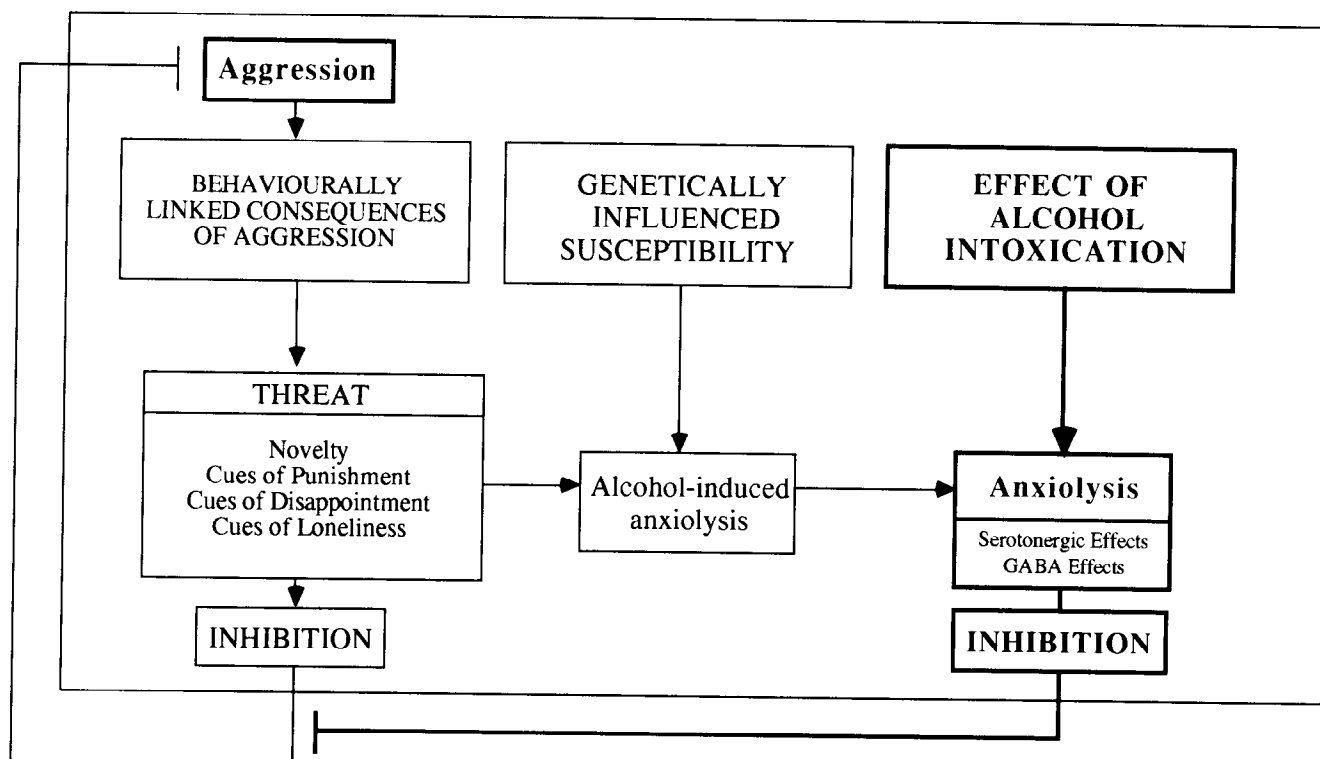 Aggression
BEHAVIOURALLY
LINKED CONSEQUENCES
OF AGGRESSION
GENETICALLY
INFLUENCED
SUSCEPTIBILITY
EFFECT OF
ALCOHOL
INTOXICATION
THREAT
Novelty
Cues of Punishment
Cues of Disappointment
Cues of Loneliness
Alcohol-induced
anxiolysis
Anxiolysis
Serotonergic Effects
GABA Effects
INHIBITION
INHIBITION